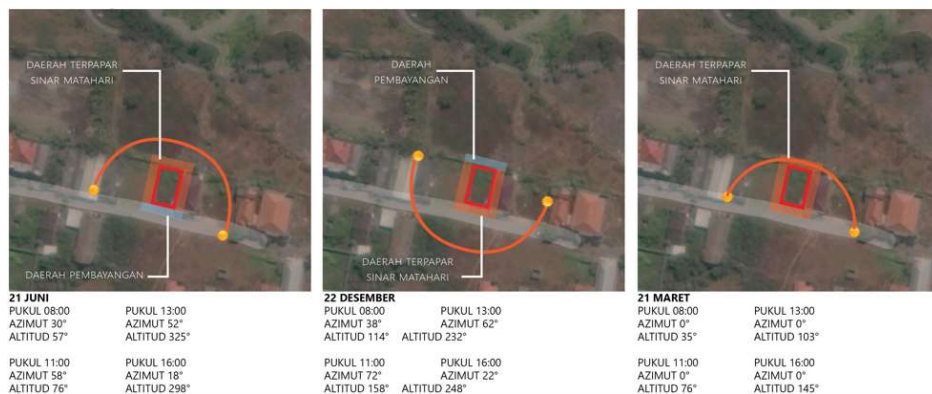 DAERAH TERPAPAR
SINAR MATAHARI
DAERAH PEMBAYANGAN
21 JUNI
PUKUL 08:00 PUKUL 13:00
AZIMUT 30° AZIMUT 52°
ALTITUD 57° ALTITUD 325°
PUKUL 11:00 PUKUL 16:00
AZIMUT 58° AZIMUT 18°
ALTITUD 76° ALTITUD 298°
DAERAH
PEMBAYANGAN
DAERAH TERPAPAR
SINAR MATAHARI
22 DESEMBER
PUKUL 08:00 PUKUL 13:00
AZIMUT 38° AZIMUT 62°
ALTITUD 114° ALTITUD 232°
PUKUL 11:00 PUKUL 16:00
AZIMUT 72° AZIMUT 22°
ALTITUD 158° ALTITUD 248°
DAERAH TERPAPAR
SINAR MATAHARI
21 MARET
PUKUL 08:00 PUKUL 13:00
AZIMUT 0° AZIMUT 0°
ALTITUD 35° ALTITUD 103°
PUKUL 11:00 PUKUL 16:00
AZIMUT 0° AZIMUT 0°
ALTITUD 76° ALTITUD 145°